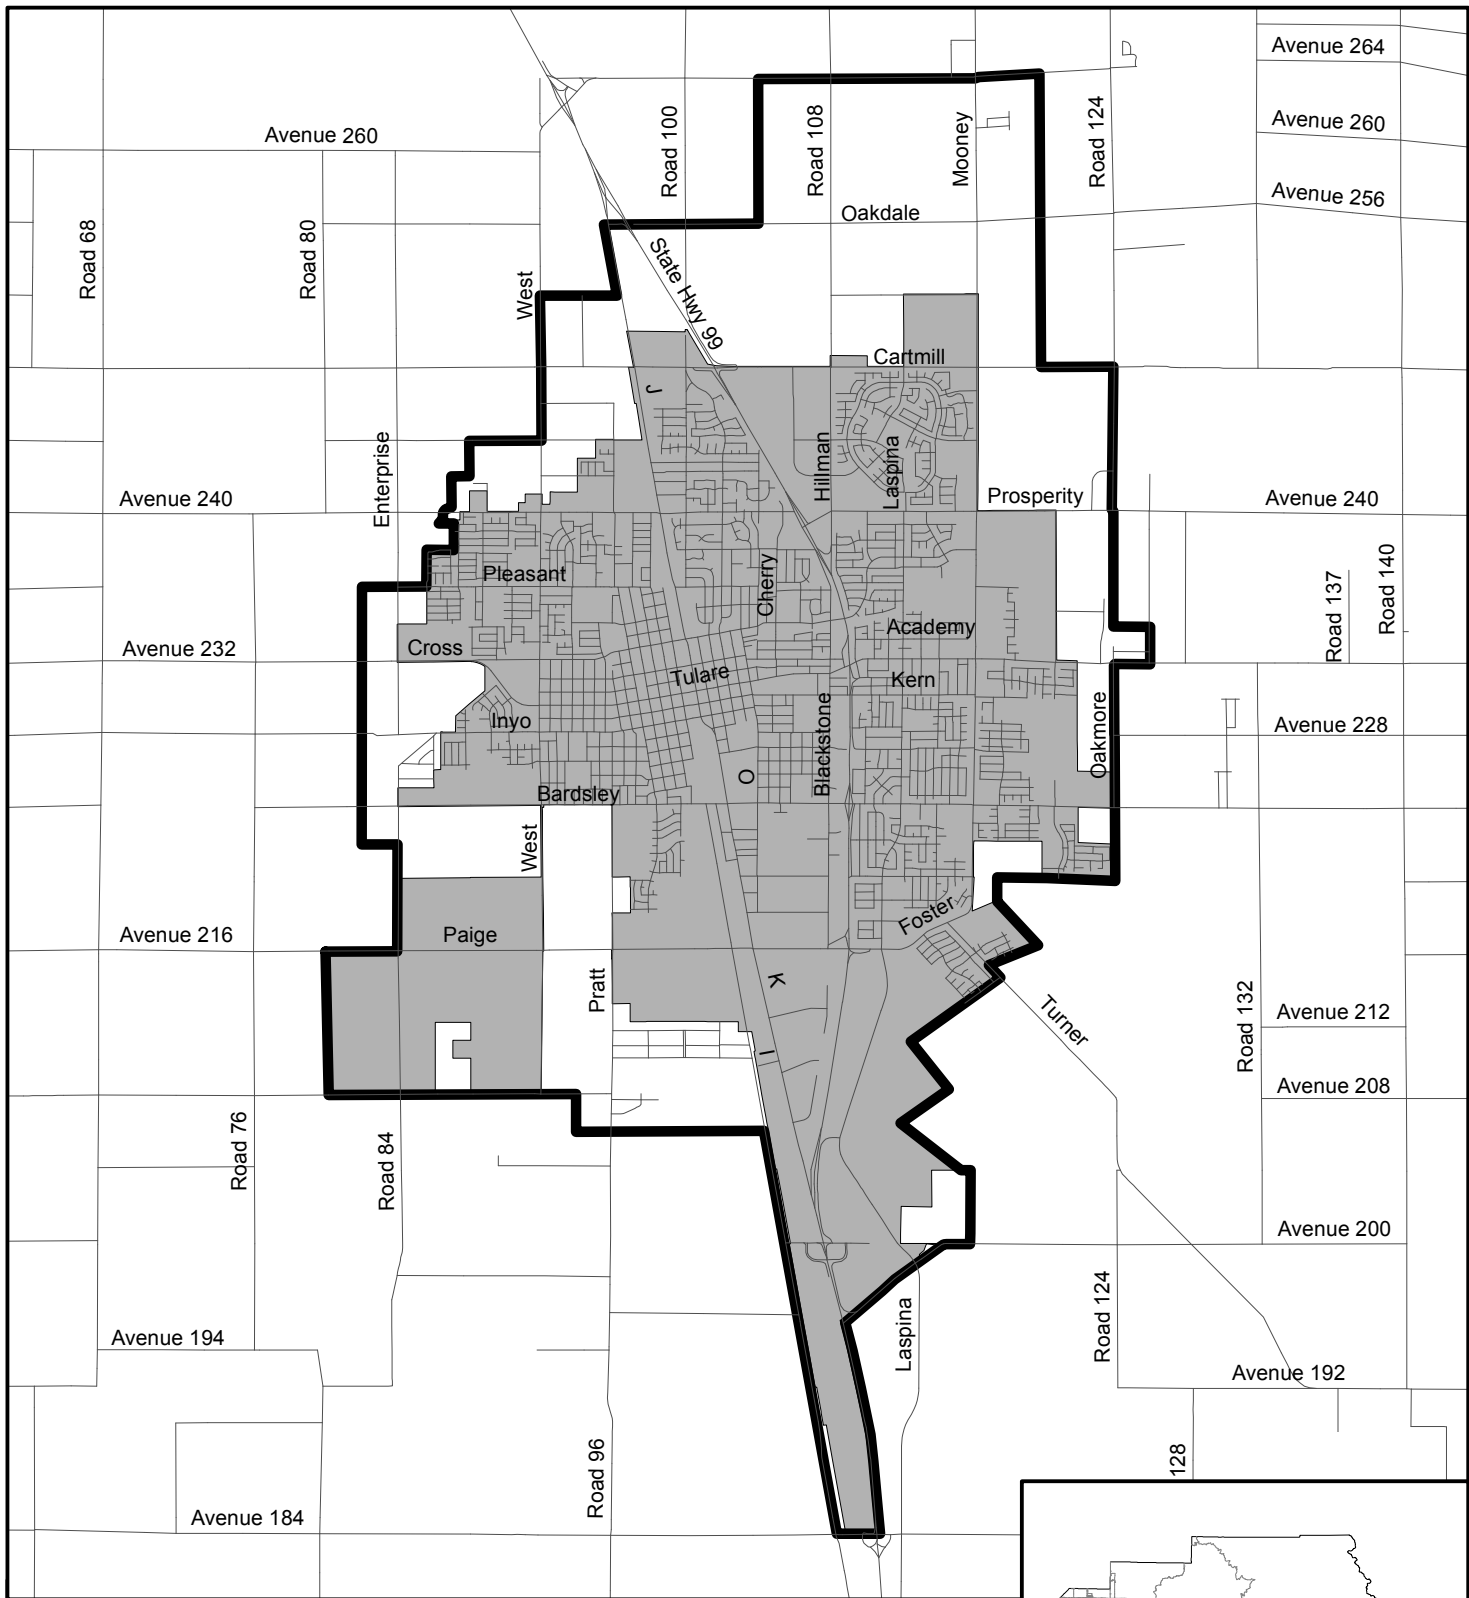 Avenue 264
Road 100
Road 108
Mooney
Road 124
Avenue 260
Avenue 260
Avenue 256
Oakdale
Road 68
Road 80
West
State Hwy 99
Cartmill
J
Enterprise
Hillman
Laspina
Avenue 240
Prosperity
Avenue 240
Pleasant
Cherry
Road 137
Road 140
Avenue 232
Cross
Academy
Tulare
Kern
Inyo
Blackstone
Oakmore
Avenue 228
O
Bardsley
West
Foster
Avenue 216
Paige
Pratt
K
Turner
Road 132
Avenue 212
I
Avenue 208
Road 76
Road 84
Avenue 200
Laspina
Road 124
Avenue 194
Avenue 192
Road 96
128
Avenue 184